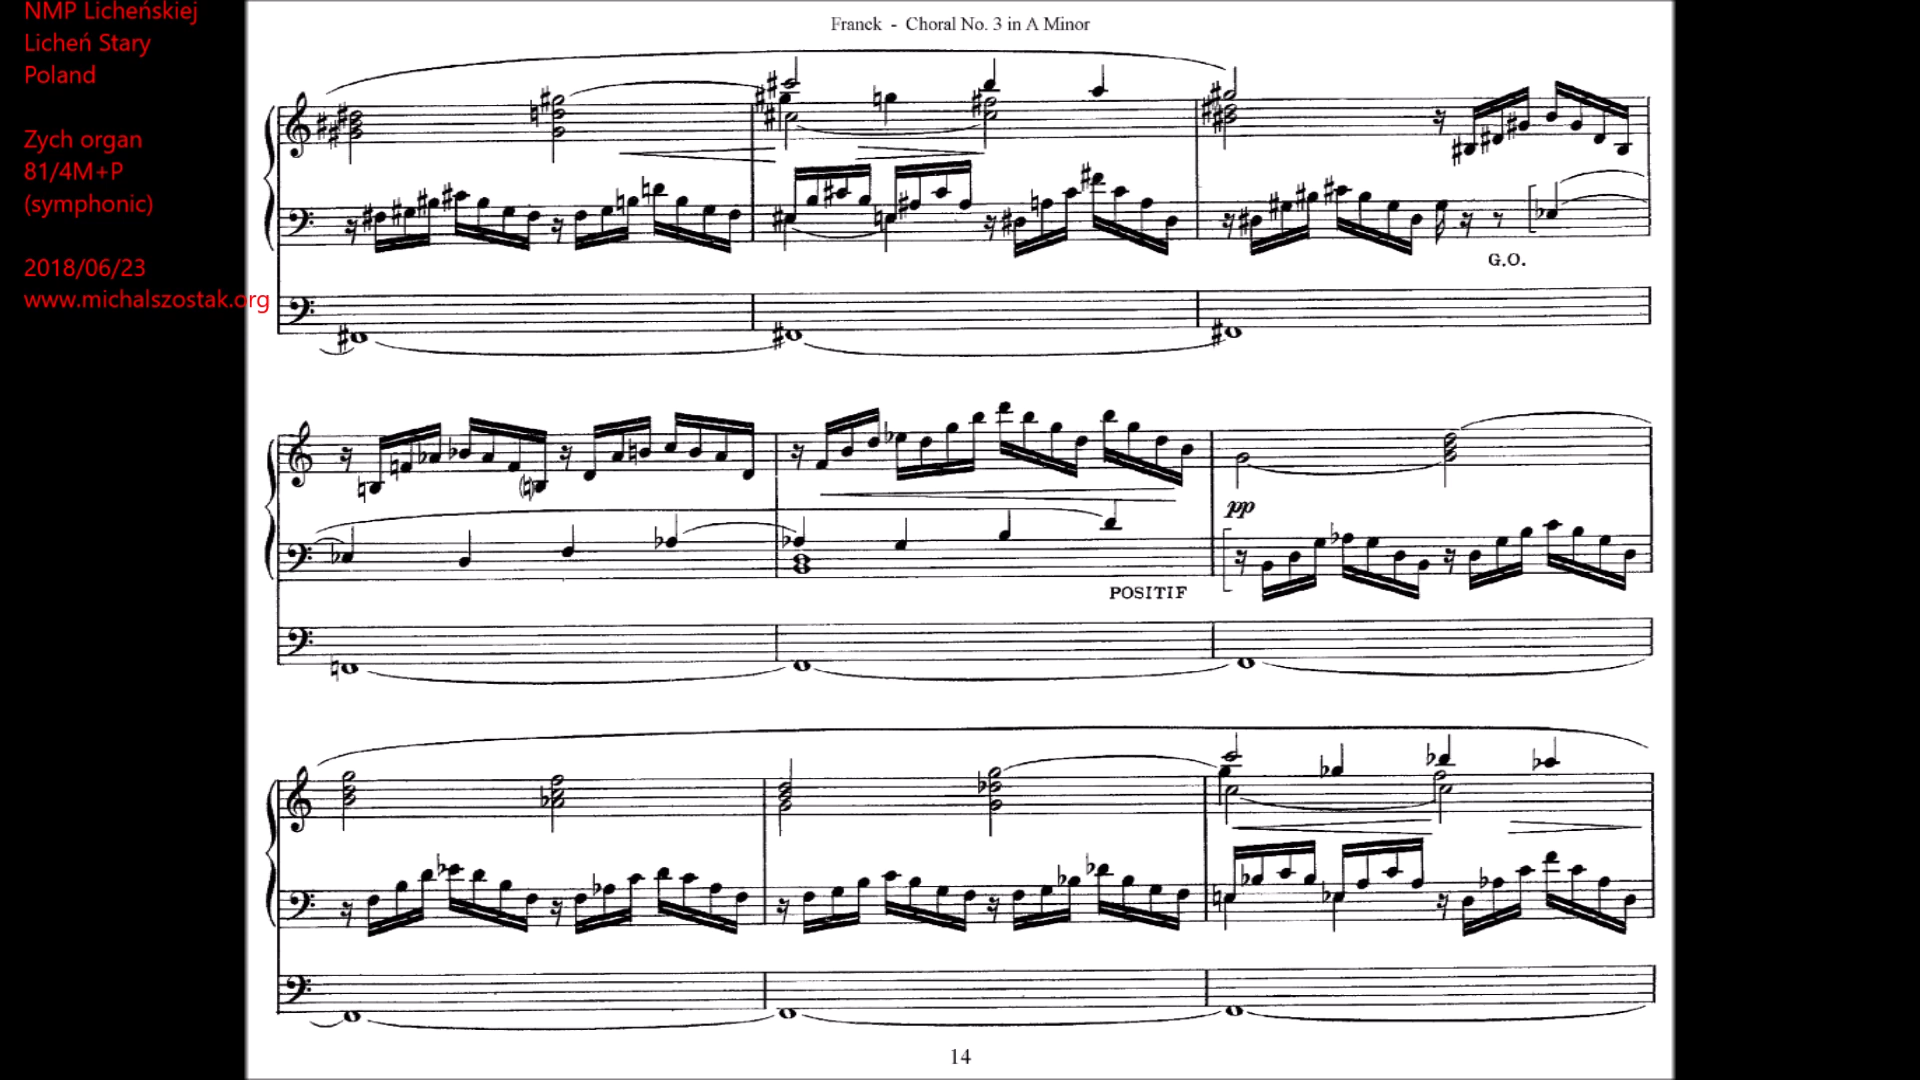 NMP Licheńskiej
Licheń Stary
Poland
Zych organ
81/4M+P
(symphonic)
2018/06/23
www.michalszostak.org
Franck - Choral No. 3 in A Minor
G.O.
pp
POSITIF
14